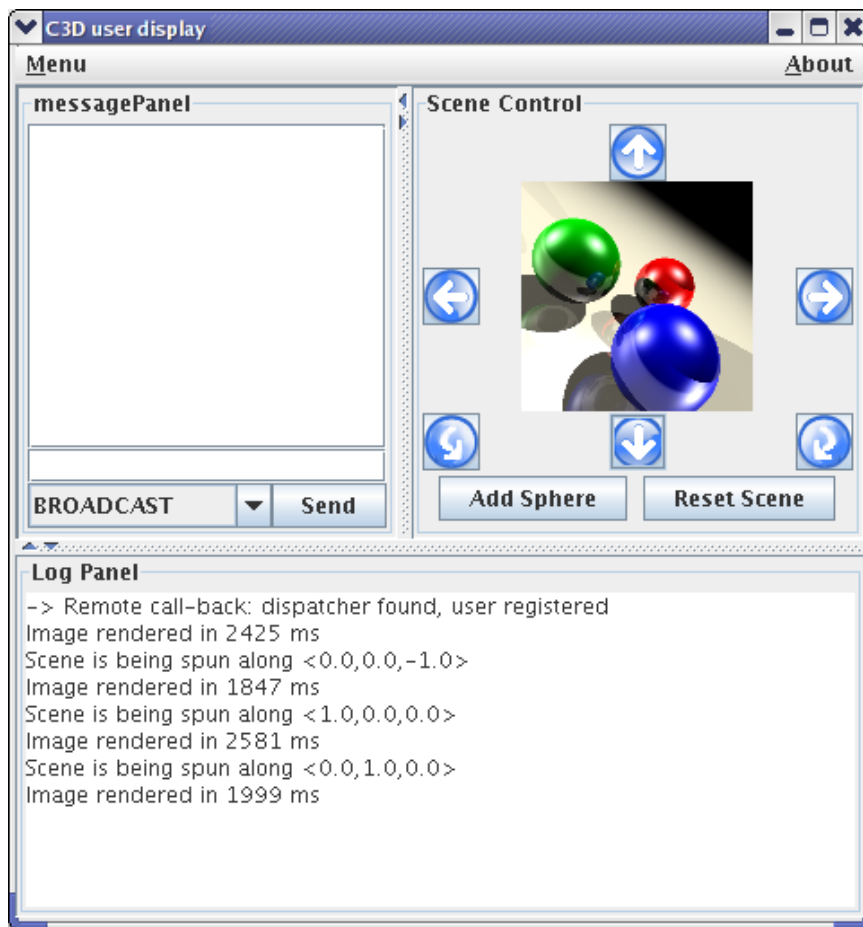 C3D user display
Menu
About
messagePanel
BROADCAST
Send
Scene Control
Add Sphere
Reset Scene
Log Panel
-> Remote call-back: dispatcher found, user registered
Image rendered in 2425 ms
Scene is being spun along <0.0,0.0,-1.0>
Image rendered in 1847 ms
Scene is being spun along <1.0,0.0,0.0>
Image rendered in 2581 ms
Scene is being spun along <0.0,1.0,0.0>
Image rendered in 1999 ms